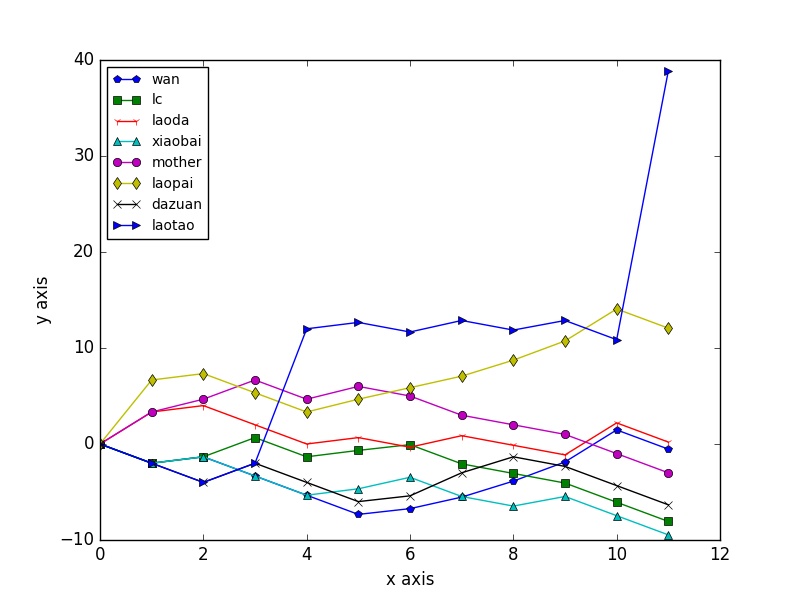 40
30
20
10
0
−10
0 2 4 6 8 10 12
x axis
y axis
wan
lc
laoda
xiaobai
mother
laopai
dazuan
laotao